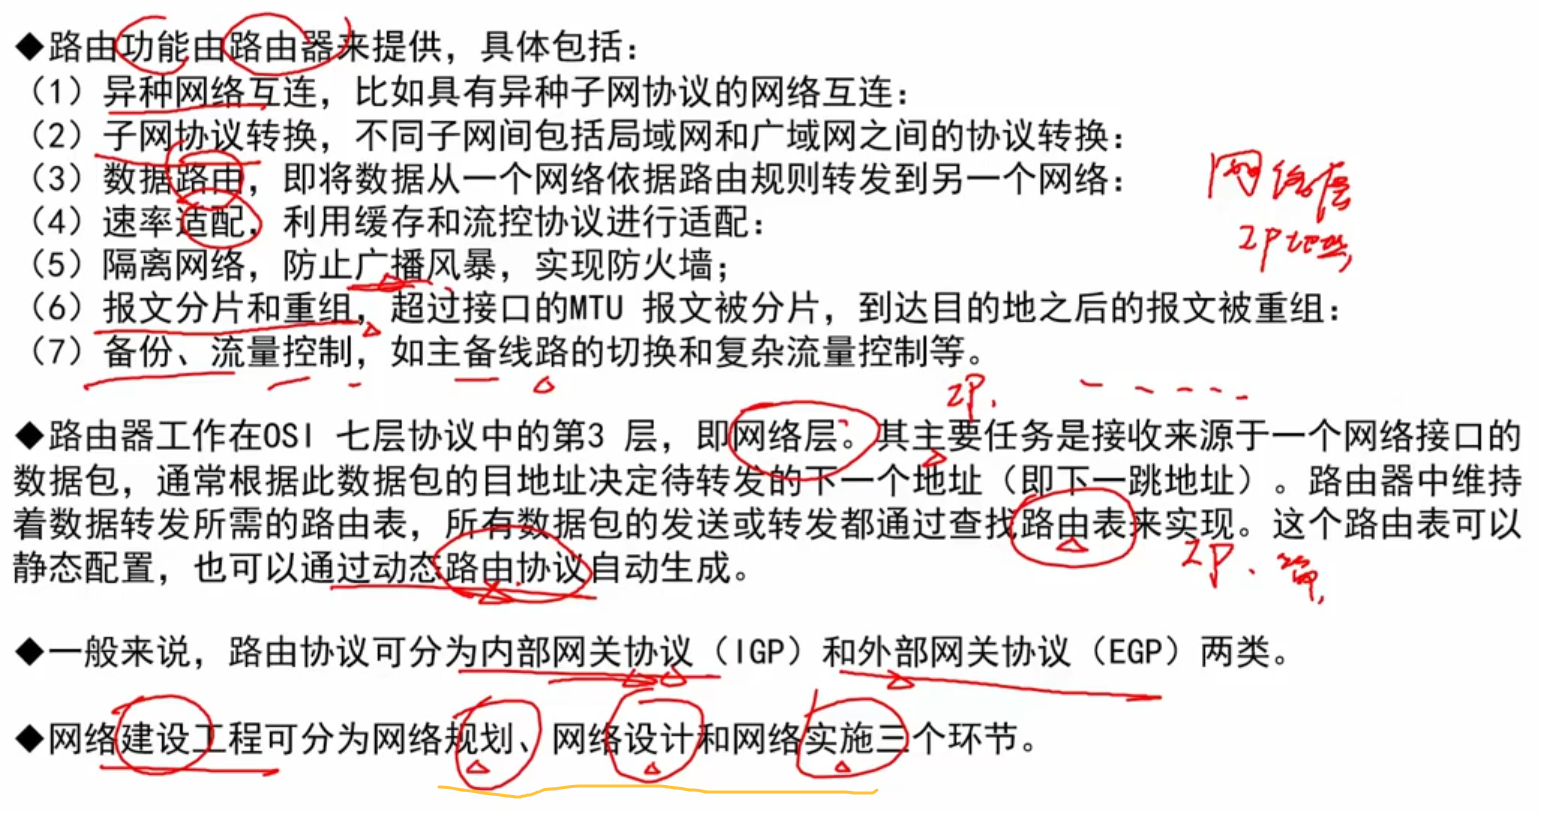 ◆路由功能由路由器来提供，具体包括：
（1）异种网络互连，比如具有异种子网协议的网络互连：
（2）子网协议转换，不同子网间包括局域网和广域网之间的协议转换：
（3）数据路由，即将数据从一个网络依据路由规则转发到另一个网络：
（4）速率适配，利用缓存和流控协议进行适配：
（5）隔离网络，防止广播风暴，实现防火墙；
（6）报文分片和重组，超过接口的MTU 报文被分片，到达目的地之后的报文被重组：
（7）备份、流量控制，如主备线路的切换和复杂流量控制等。
网络层
IP地址
IP.
◆路由器工作在OSI 七层协议中的第3 层，即网络层。其主要任务是接收来源于一个网络接口的
数据包，通常根据此数据包的目地址决定待转发的下一个地址（即下一跳地址）。路由器中维持
着数据转发所需的路由表，所有数据包的发送或转发都通过查找路由表来实现。这个路由表可以
静态配置，也可以通过动态路由协议自动生成。
IP、
◆一般来说，路由协议可分为内部网关协议（IGP）和外部网关协议（EGP）两类。
◆网络建设工程可分为网络规划、网络设计和网络实施三个环节。